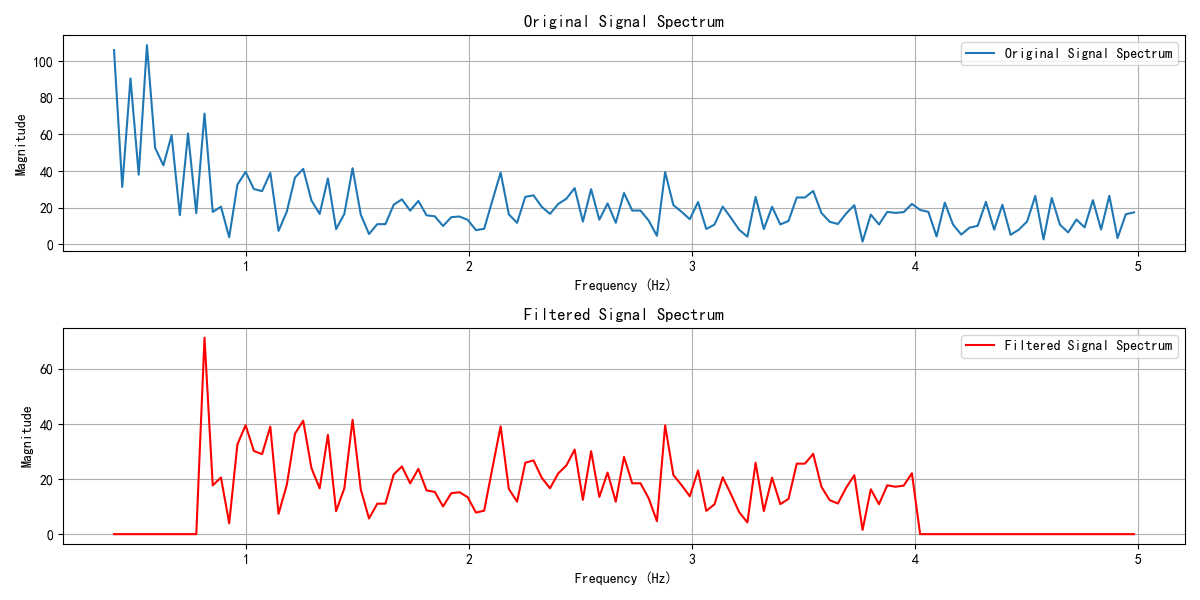 Original Signal Spectrum
Original Signal Spectrum
Magnitude
100
80
60
40
20
0
1
2
3
4
5
Frequency (Hz)
Filtered Signal Spectrum
Filtered Signal Spectrum
Magnitude
60
40
20
0
1
2
3
4
5
Frequency (Hz)